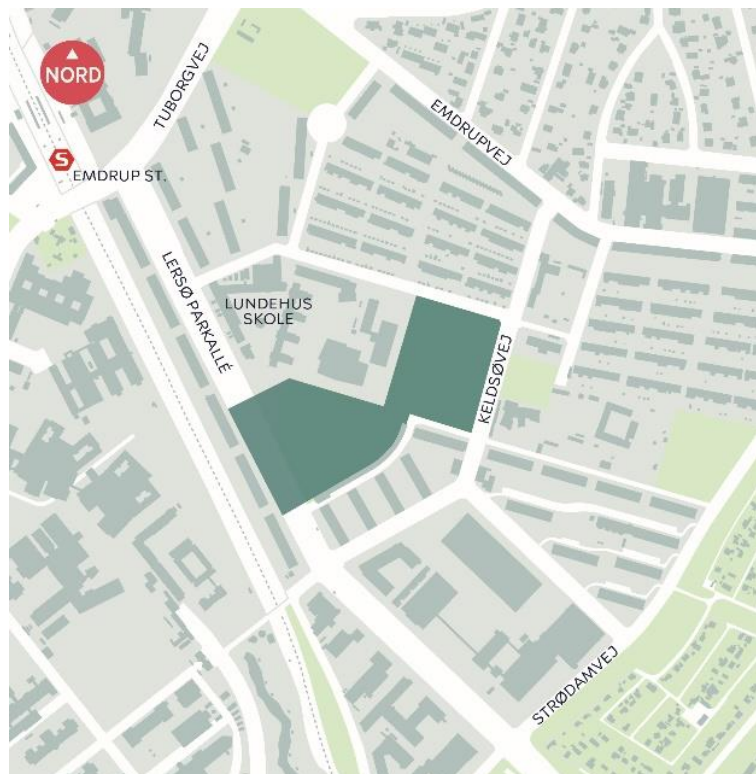 NORD
TUBORGVEJ
EMDRUPVEJ
S
EMDRUP ST.
LERSØ PARKALLÉ
LUNDEHUS
SKOLE
KELDSØVEJ
STRØDAMVEJ